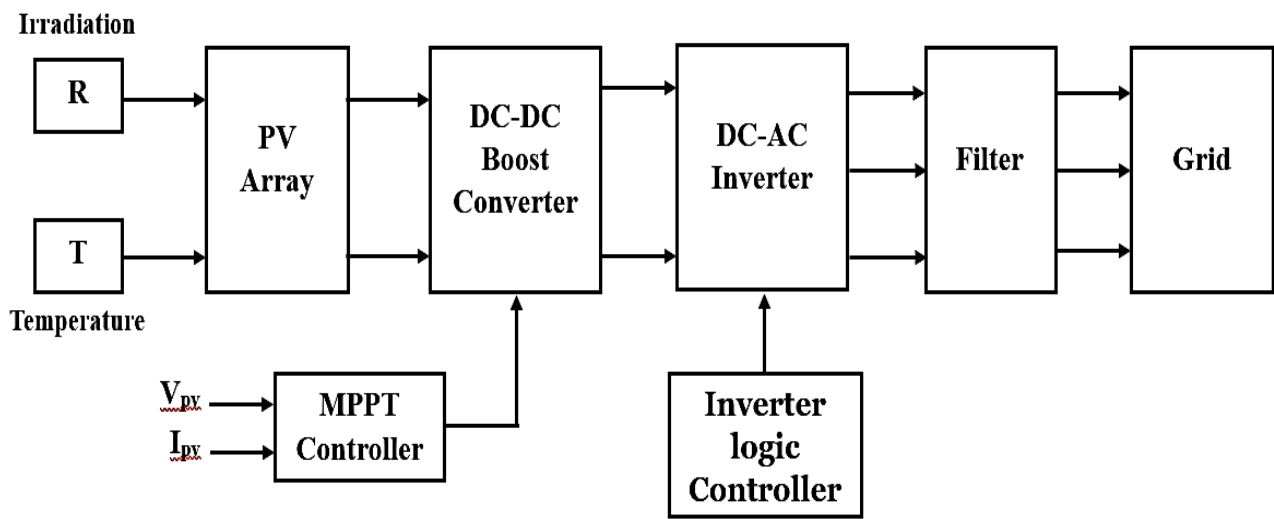 Irradiation
R
T
Temperature
PV
Array
DC-DC
Boost
Converter
DC-AC
Inverter
Filter
Grid
Vpv
Ipv
MPPT
Controller
Inverter
logic
Controller